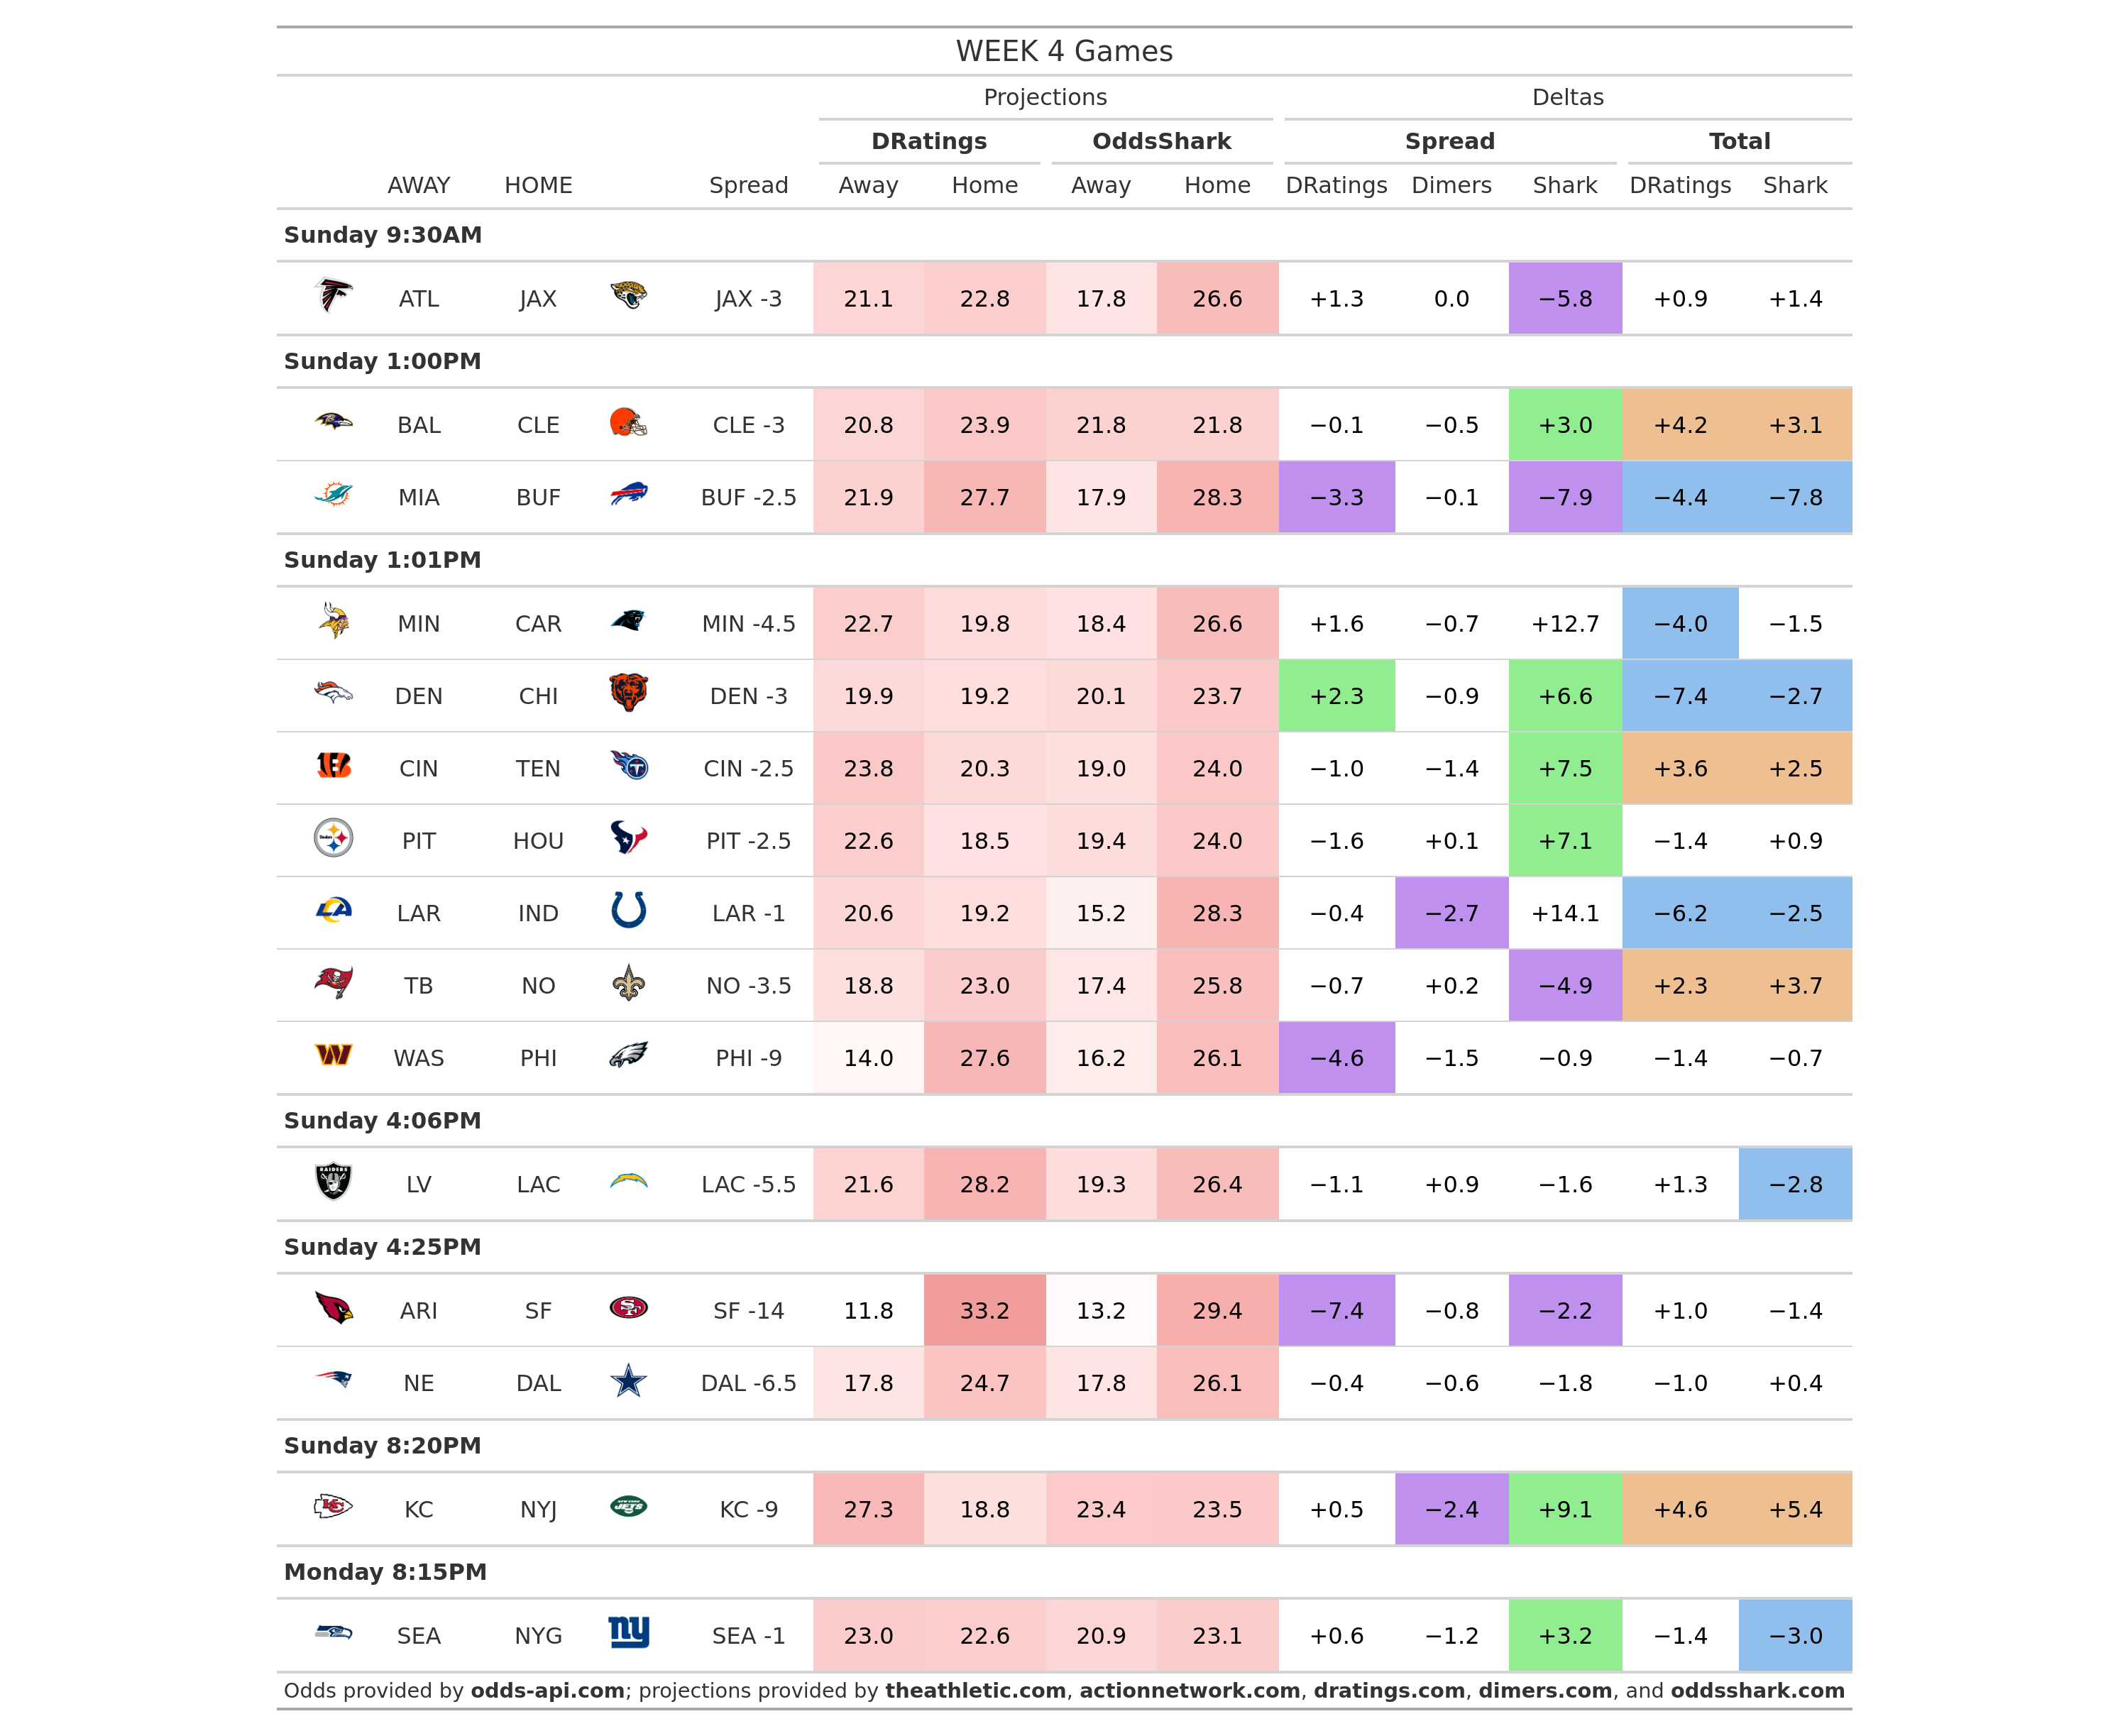 WEEK 4 Games
Projections Deltas
DRatings OddsShark Spread Total
AWAY HOME Spread Away Home Away Home DRatings Dimers Shark DRatings Shark
Sunday 9:30AM
ATL JAX JAX -3 21.1 22.8 17.8 26.6 +1.3 0.0 −5.8 +0.9 +1.4
Sunday 1:00PM
BAL CLE CLE -3 20.8 23.9 21.8 21.8 −0.1 −0.5 +3.0 +4.2 +3.1
MIA BUF BUF -2.5 21.9 27.7 17.9 28.3 −3.3 −0.1 −7.9 −4.4 −7.8
Sunday 1:01PM
MIN CAR MIN -4.5 22.7 19.8 18.4 26.6 +1.6 −0.7 +12.7 −4.0 −1.5
DEN CHI DEN -3 19.9 19.2 20.1 23.7 +2.3 −0.9 +6.6 −7.4 −2.7
CIN TEN CIN -2.5 23.8 20.3 19.0 24.0 −1.0 −1.4 +7.5 +3.6 +2.5
PIT HOU PIT -2.5 22.6 18.5 19.4 24.0 −1.6 +0.1 +7.1 −1.4 +0.9
LAR IND LAR -1 20.6 19.2 15.2 28.3 −0.4 −2.7 +14.1 −6.2 −2.5
TB NO NO -3.5 18.8 23.0 17.4 25.8 −0.7 +0.2 −4.9 +2.3 +3.7
WAS PHI PHI -9 14.0 27.6 16.2 26.1 −4.6 −1.5 −0.9 −1.4 −0.7
Sunday 4:06PM
LV LAC LAC -5.5 21.6 28.2 19.3 26.4 −1.1 +0.9 −1.6 +1.3 −2.8
Sunday 4:25PM
ARI SF SF -14 11.8 33.2 13.2 29.4 −7.4 −0.8 −2.2 +1.0 −1.4
NE DAL DAL -6.5 17.8 24.7 17.8 26.1 −0.4 −0.6 −1.8 −1.0 +0.4
Sunday 8:20PM
KC NYJ KC -9 27.3 18.8 23.4 23.5 +0.5 −2.4 +9.1 +4.6 +5.4
Monday 8:15PM
SEA NYG SEA -1 23.0 22.6 20.9 23.1 +0.6 −1.2 +3.2 −1.4 −3.0
Odds provided by odds-api.com; projections provided by theathletic.com, actionnetwork.com, dratings.com, dimers.com, and oddsshark.com